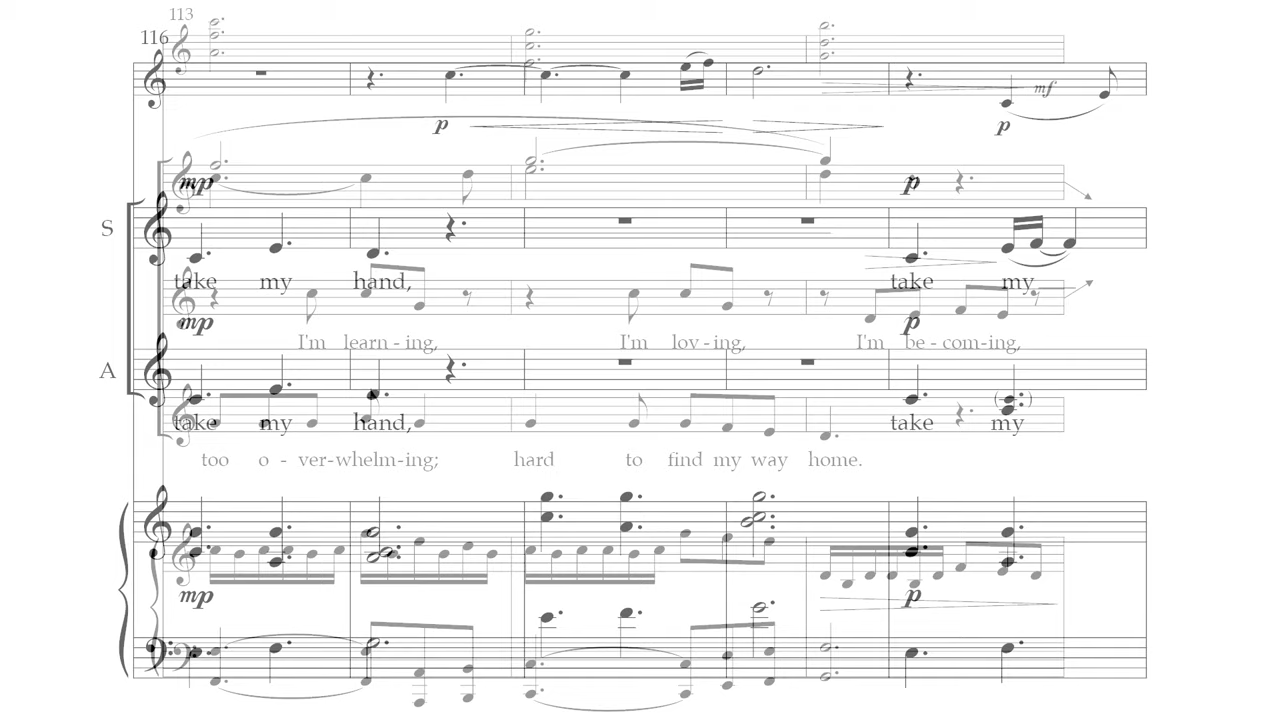 113
116
mf
p
p
mp
p
S
take my hand, take my
mp
p
I'm learn - ing, I'm lov - ing, I'm be - com - ing,
A
take my hand, take my
too o - ver - whelm - ing; hard to find my way home.
mp
p